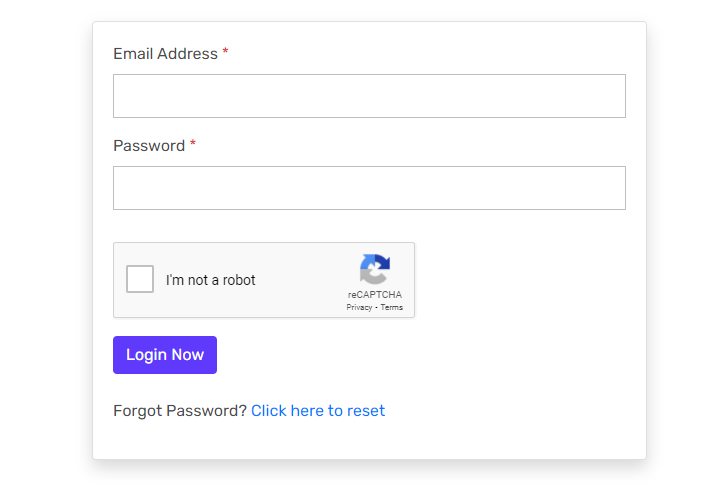 Email Address *
Password *
I'm not a robot
reCAPTCHA
Privacy - Terms
Login Now
Forgot Password? Click here to reset